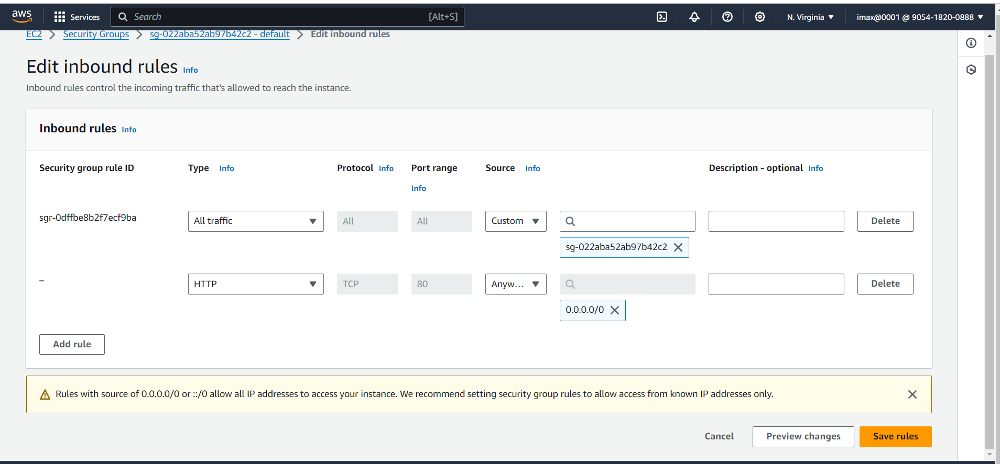 aws Services Search [Alt+S] N. Virginia imax@0001 @ 9054-1820-0888
EC2 Security Groups sg-022aba52ab97b42c2 - default Edit inbound rules
Edit inbound rules Info
Inbound rules control the incoming traffic that's allowed to reach the instance.
Inbound rules Info
Security group rule ID Type Info Protocol Info Port range Source Info Description - optional Info
Info
sgr-0dffbe8b2f7ecf9ba All traffic All All Custom Delete
sg-022aba52ab97b42c2
– HTTP TCP 80 Anyw... Delete
0.0.0.0/0
Add rule
Rules with source of 0.0.0.0/0 or ::/0 allow all IP addresses to access your instance. We recommend setting security group rules to allow access from known IP addresses only.
Cancel Preview changes Save rules